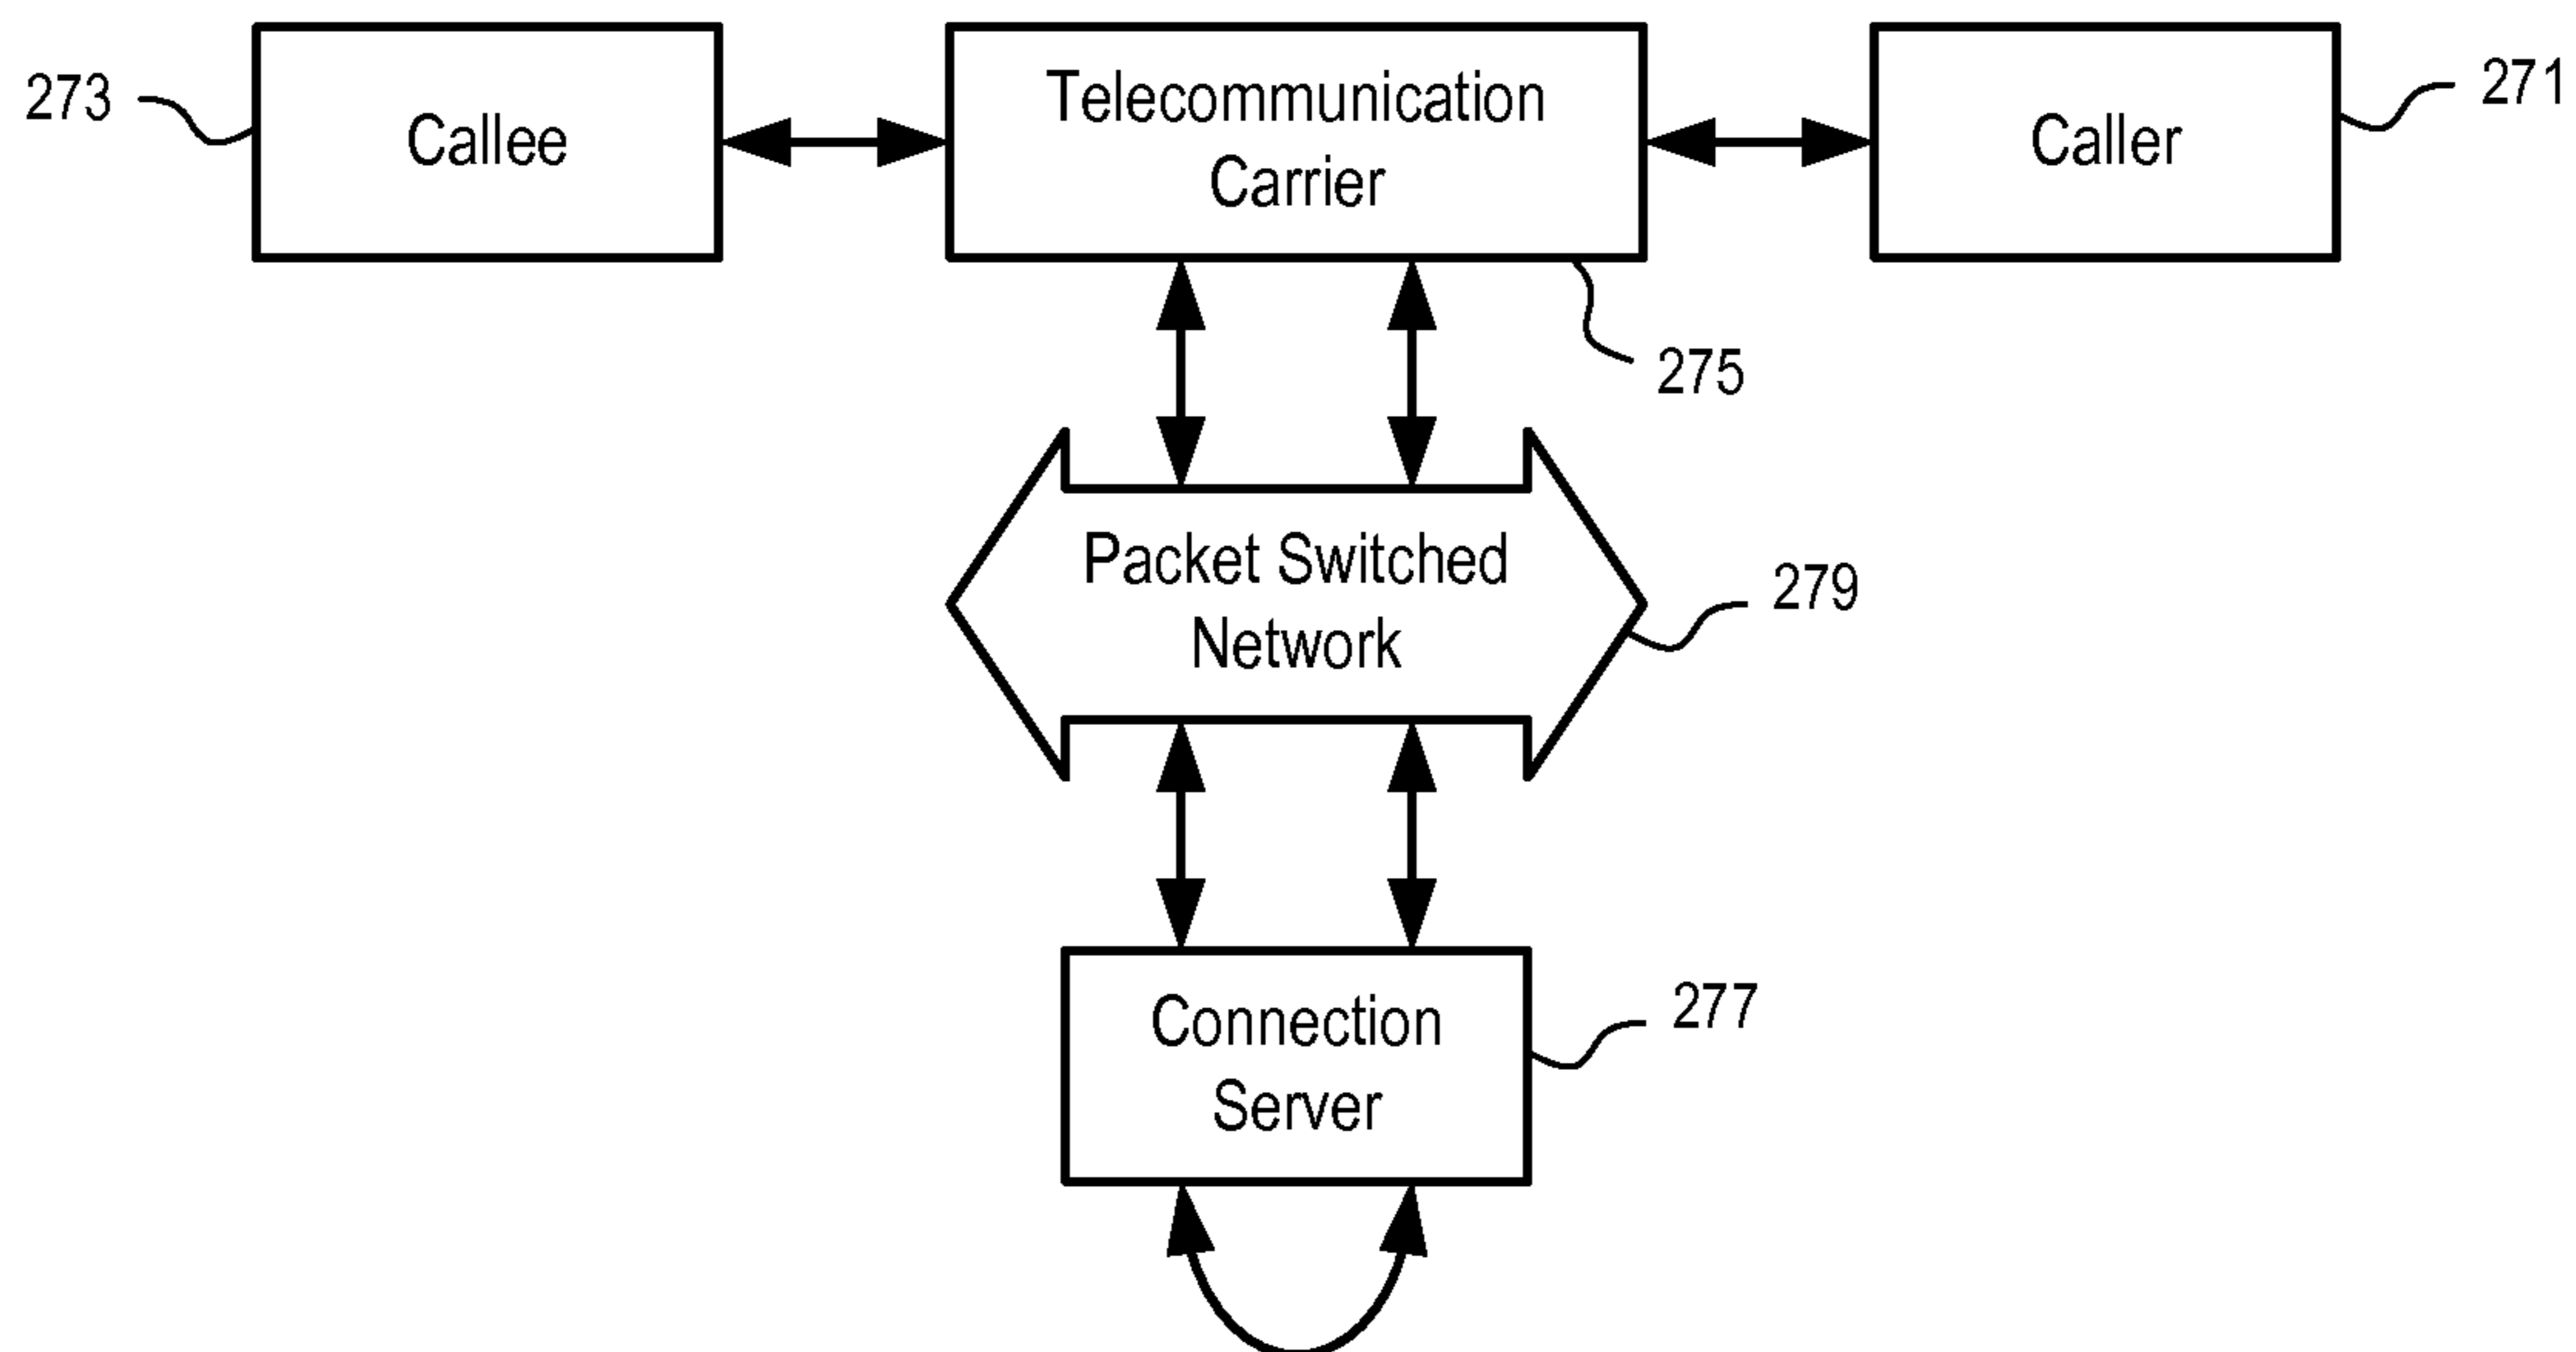 273
Callee
Telecommunication
Carrier
Caller
271
275
Packet Switched
Network
279
Connection
Server
277